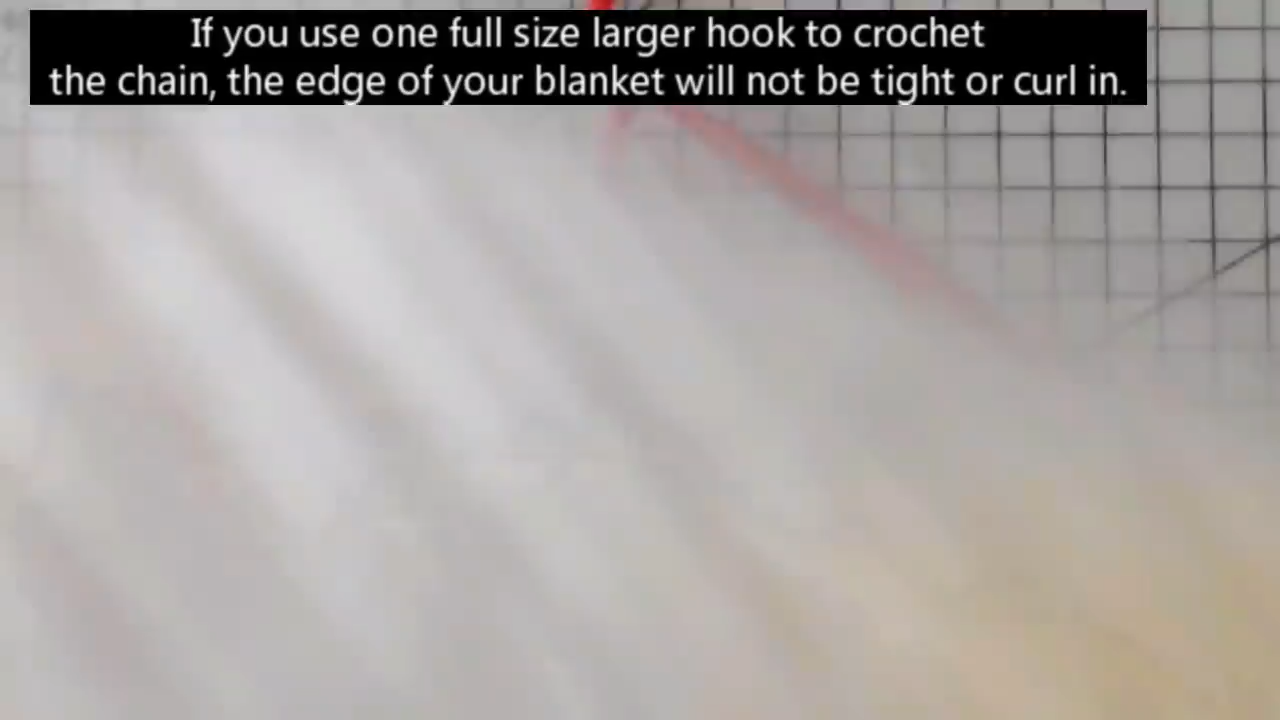 If you use one full size larger hook to crochet
the chain, the edge of your blanket will not be tight or curl in.